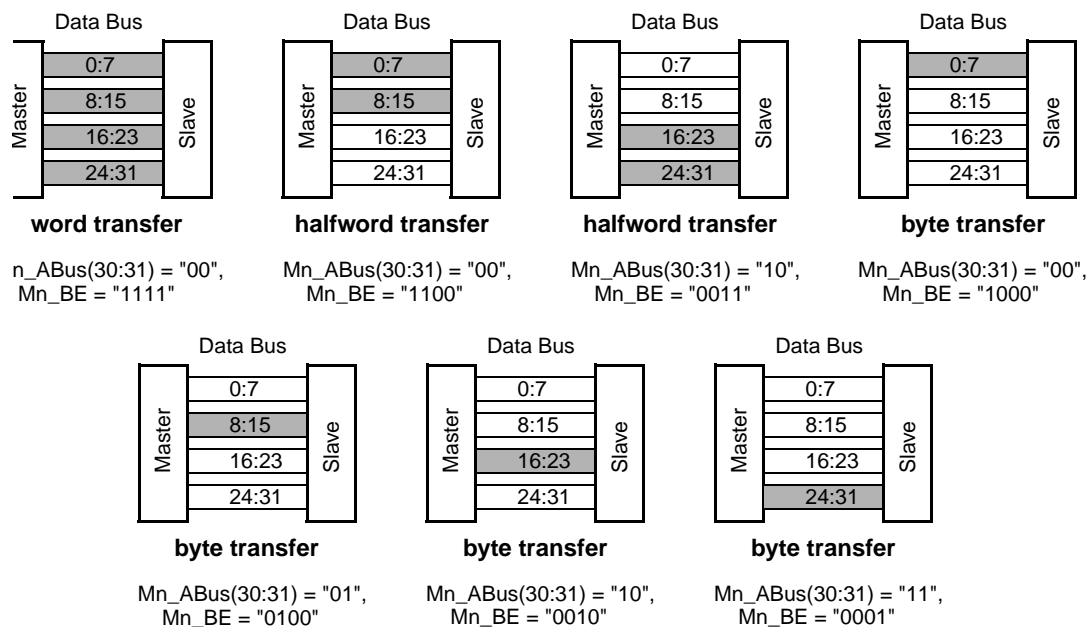 Data Bus
Data Bus
Data Bus
Data Bus
Master
0:7
8:15
16:23
24:31
Slave
Master
0:7
8:15
16:23
24:31
Slave
Master
0:7
8:15
16:23
24:31
Slave
Master
0:7
8:15
16:23
24:31
Slave
word transfer
halfword transfer
halfword transfer
byte transfer
n_ABus(30:31) = "00",
Mn_BE = "1111"
Mn_ABus(30:31) = "00",
Mn_BE = "1100"
Mn_ABus(30:31) = "10",
Mn_BE = "0011"
Mn_ABus(30:31) = "00",
Mn_BE = "1000"
Data Bus
Data Bus
Data Bus
Master
0:7
8:15
16:23
24:31
Slave
Master
0:7
8:15
16:23
24:31
Slave
Master
0:7
8:15
16:23
24:31
Slave
byte transfer
byte transfer
byte transfer
Mn_ABus(30:31) = "01",
Mn_BE = "0100"
Mn_ABus(30:31) = "10",
Mn_BE = "0010"
Mn_ABus(30:31) = "11",
Mn_BE = "0001"